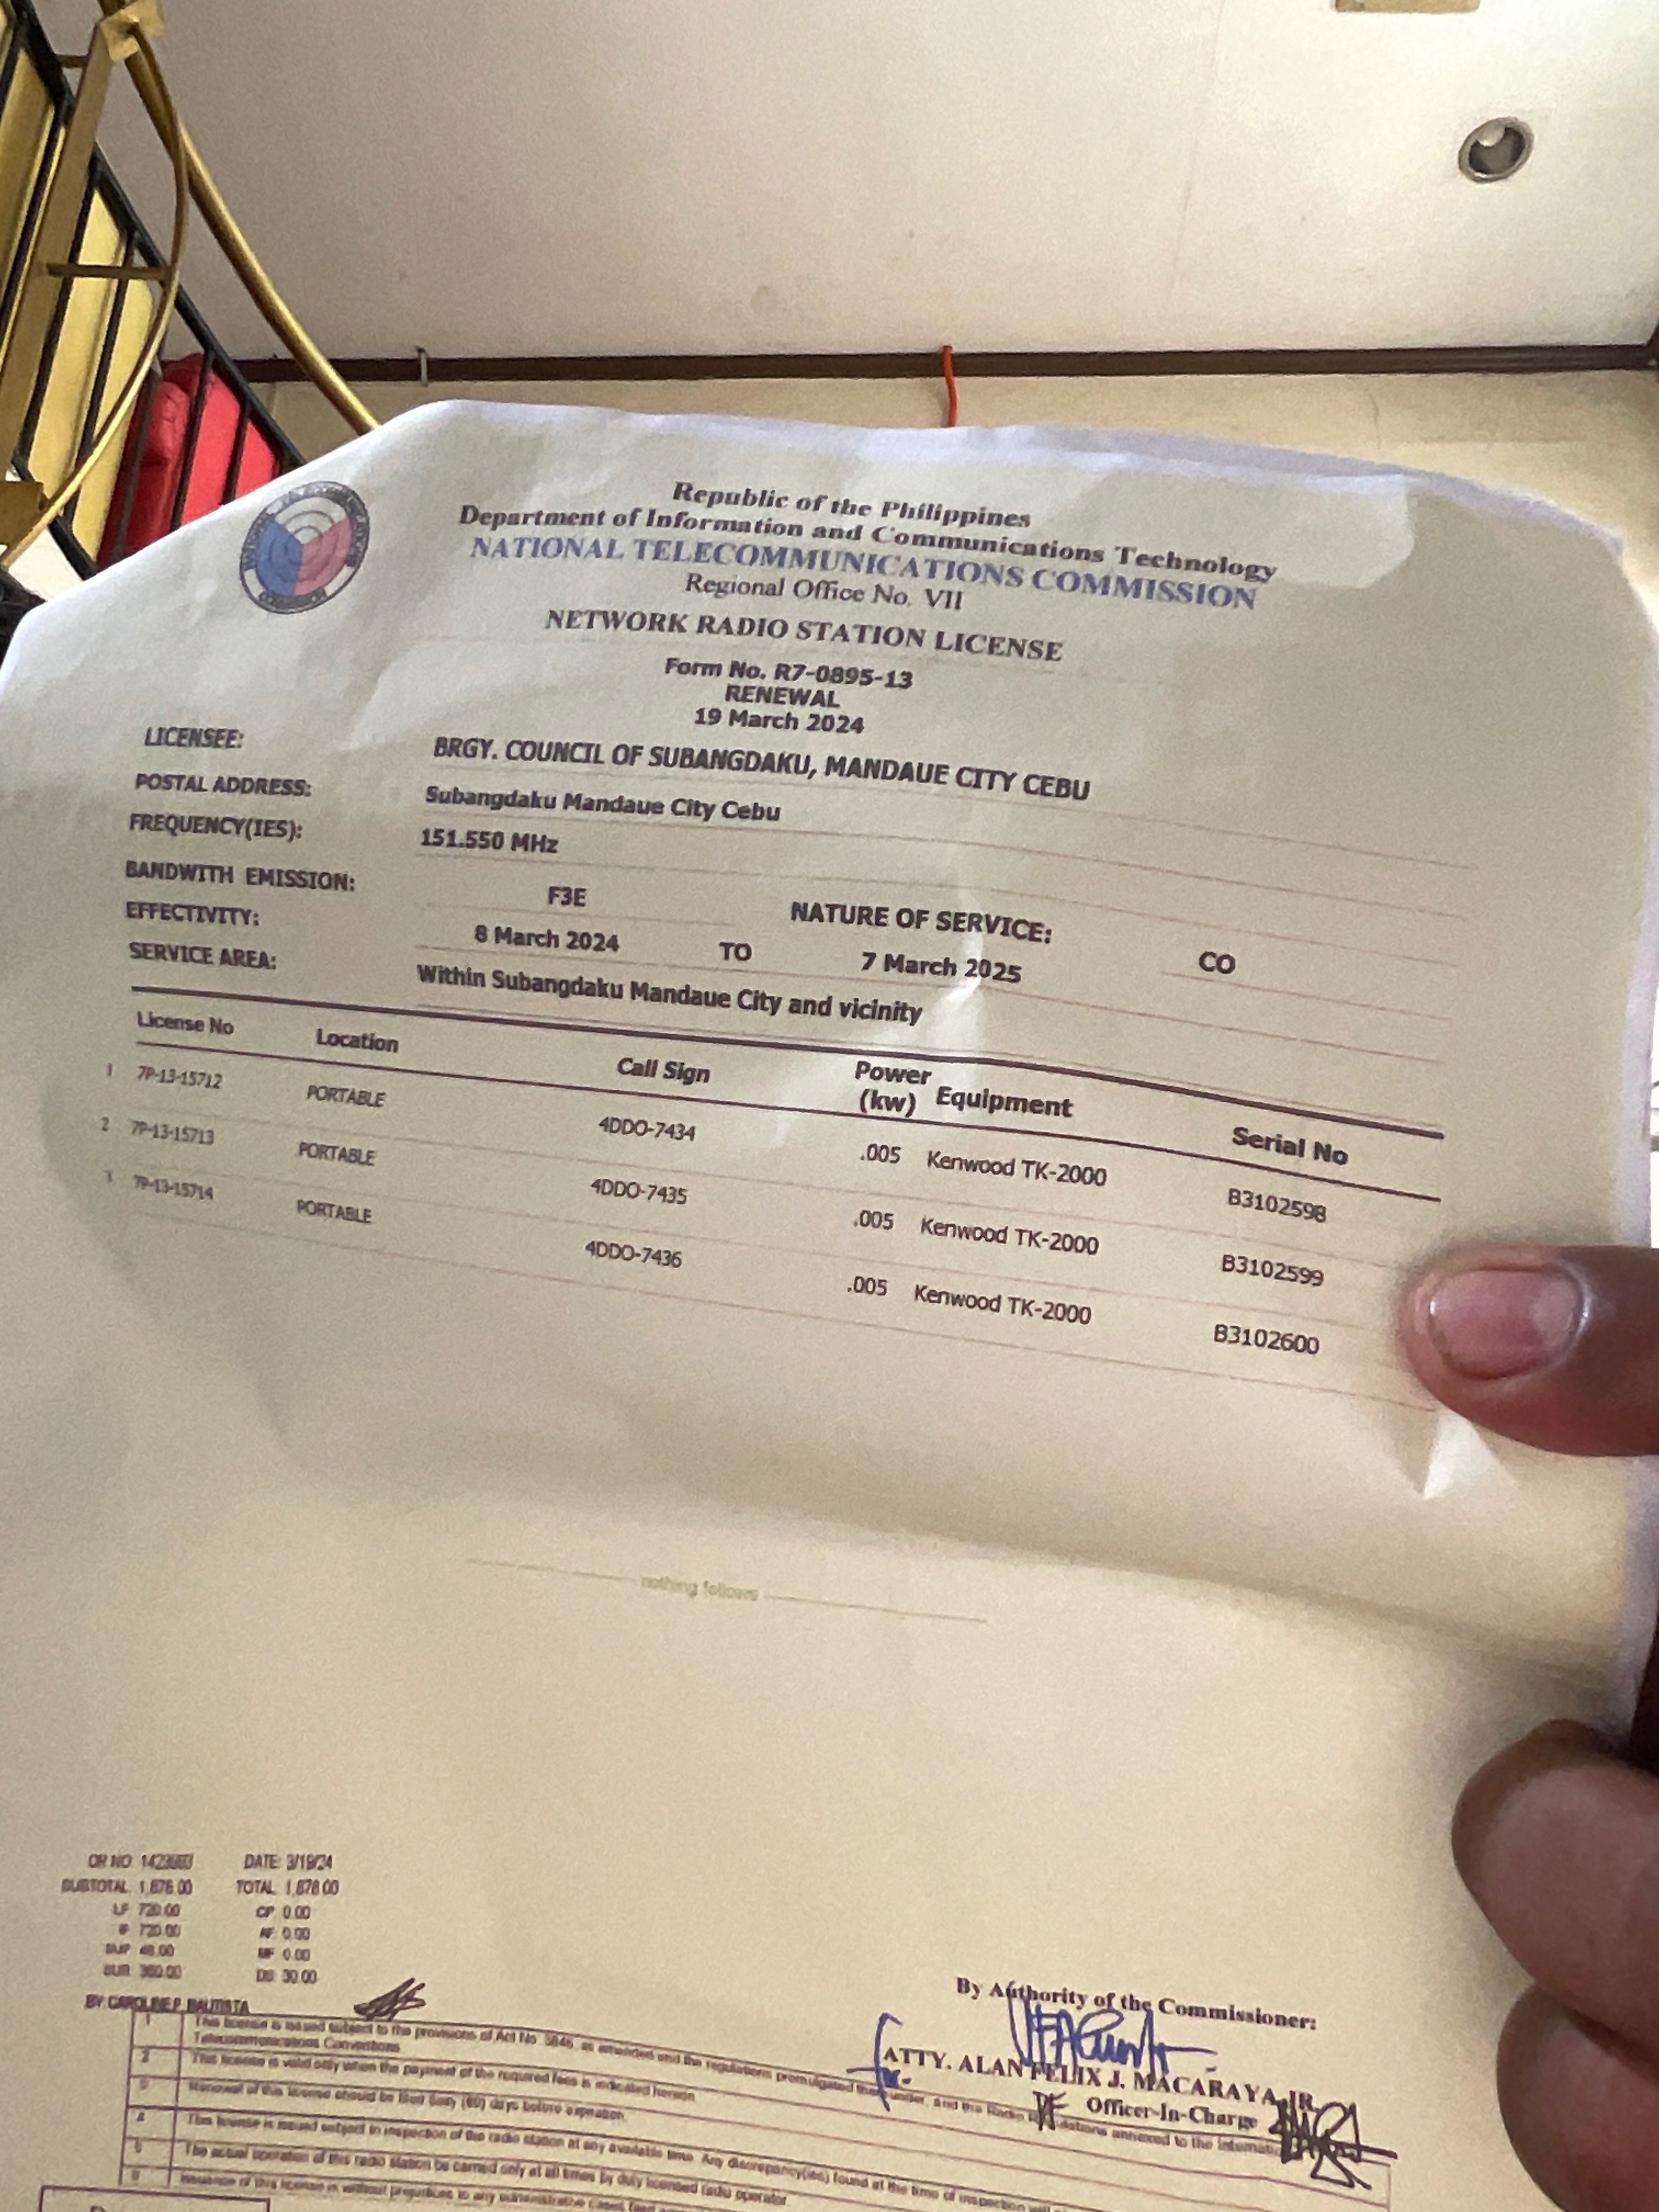 Republic of the Philippines
Department of Information and Communications Technology
NATIONAL TELECOMMUNICATIONS COMMISSION
Regional Office No. VII
NETWORK RADIO STATION LICENSE
Form No. R7-0895-13
RENEWAL
19 March 2024
LICENSEE: BRGY. COUNCIL OF SUBANGDAKU, MANDAUE CITY CEBU
POSTAL ADDRESS: Subangdaku Mandaue City Cebu
FREQUENCY(IES): 151.550 MHz
BANDWITH EMISSION: F3E NATURE OF SERVICE: CO
EFFECTIVITY: 8 March 2024 TO 7 March 2025
SERVICE AREA: Within Subangdaku Mandaue City and vicinity
License No Location Call Sign Power (kw) Equipment Serial No
1 7P-13-15712 PORTABLE 4DDO-7434 .005 Kenwood TK-2000 B3102598
2 7P-13-15713 PORTABLE 4DDO-7435 .005 Kenwood TK-2000 B3102599
3 7P-13-15714 PORTABLE 4DDO-7436 .005 Kenwood TK-2000 B3102600
nothing follows
OR NO. DATE: 3/19/24
SUBTOTAL 1,878.00 TOTAL 1,878.00
LF 720.00 CP 0.00
720.00 AF 0.00
SUP 48.00 MF 0.00
SUR 360.00 DS 30.00
BY: CAROLINE P. BAUTISTA
By Authority of the Commissioner:
ATTY. ALAN FELIX J. MACARAYA, JR.
Officer-In-Charge
1 This license is issued subject to the provisions of Act No. 3846, as amended and the regulations promulgated there under, and the Radio Regulations annexed to the International
Telecommunications Conventions
2 This license is valid only when the payment of the required fees is indicated hereon.
3 Renewal of this license should be filed sixty (60) days before expiration.
4 This license is issued subject to inspection of the radio station at any available time. Any discrepancy(ies) found at the time of inspection will
5 The actual operation of this radio station be carried only at all times by duly licensed radio operator.
6 Issuance of this license is without prejudice to any administrative cases